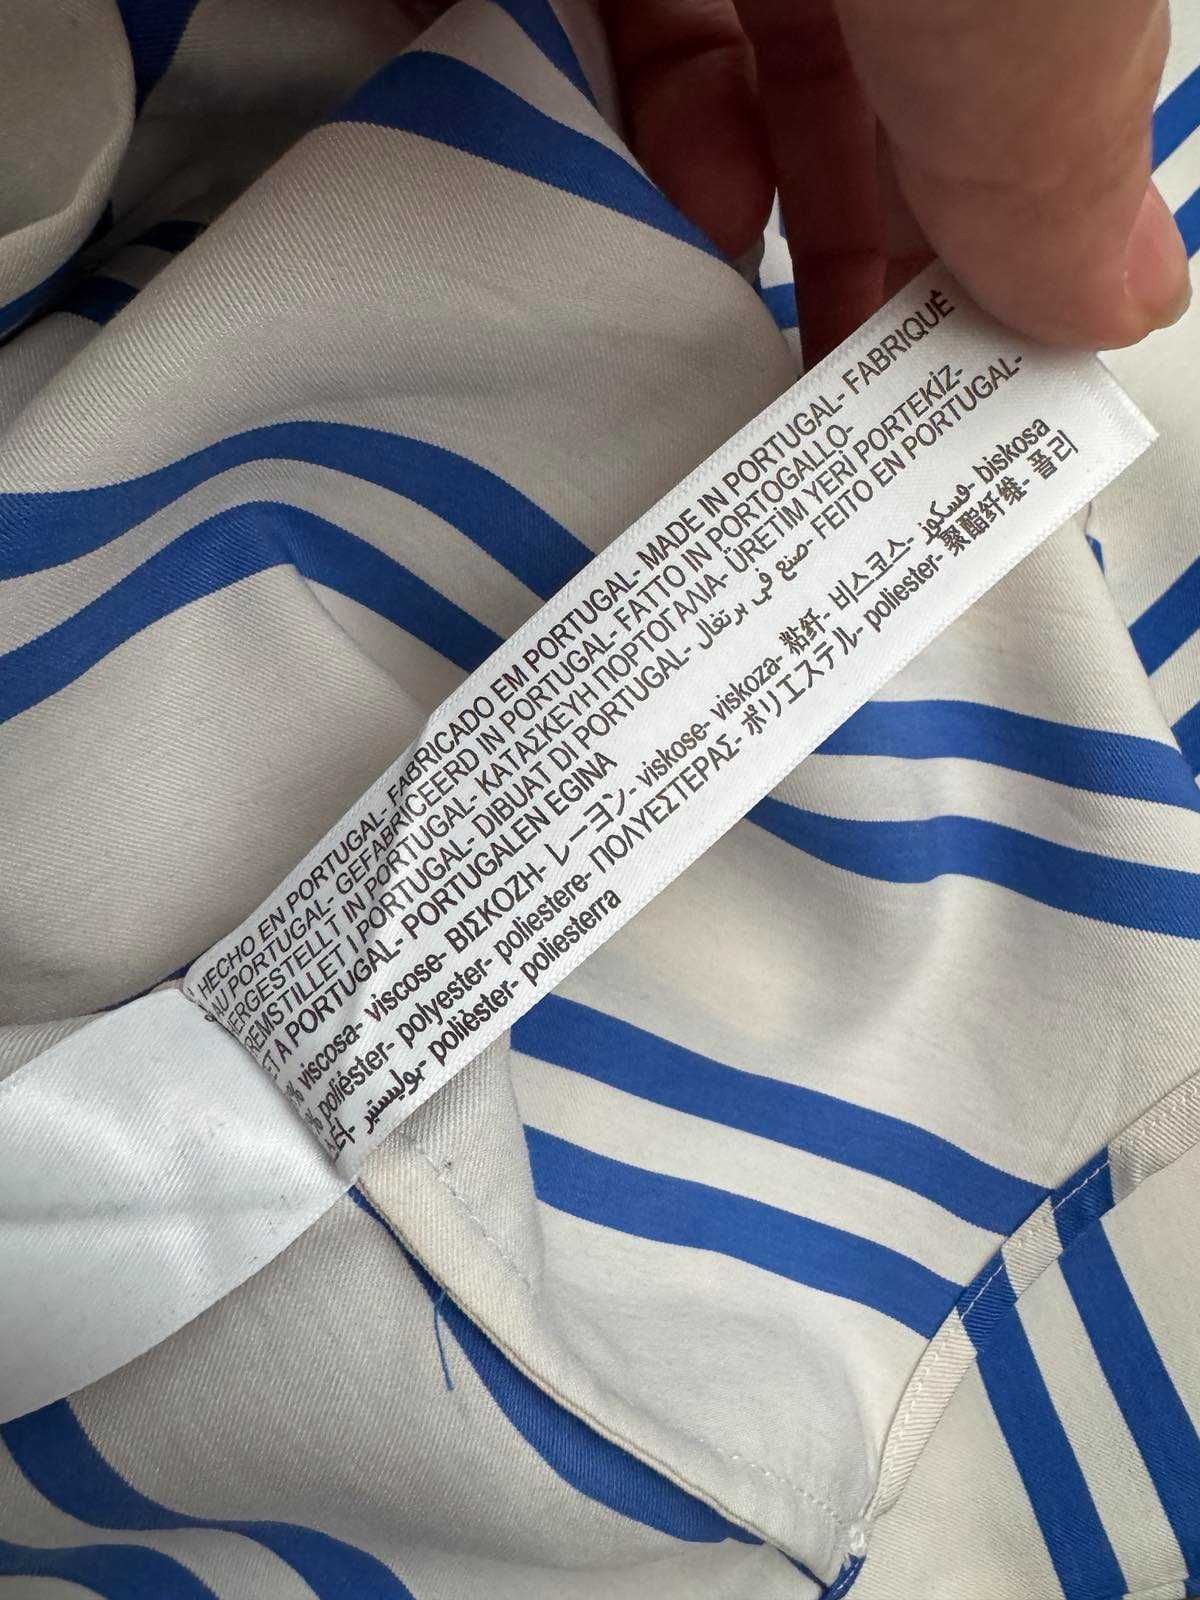 HECHO EN PORTUGAL- FABRICADO EM PORTUGAL- MADE IN PORTUGAL- FABRIQUÉ
AU PORTUGAL- GEFABRICEERD IN PORTUGAL- FATTO IN PORTOGALLO-
HERGESTELLT IN PORTUGAL- ΚΑΤΑΣΚΕΥΗ ΠΟΡΤΟΓΑΛΙΑ- ÜRETİM YERİ PORTEKİZ-
FREMSTILLET I PORTUGAL- DIBUAT DI PORTUGAL- صنع في برتغال- FEITO EN PORTUGAL-
FET A PORTUGAL- PORTUGALEN EGINA
% viscosa- viscose- ΒΙΣΚΟΖΗ- レーヨン- viskose- viskoza- 粘纤- 비스코스- فسكوز- biskosa
% poliéster- polyester- poliestere- ΠΟΛΥΕΣΤΕΡΑΣ- ポリエステル- poliester- 聚酯纤维- 폴리
بوليستير- polièster- poliesterra